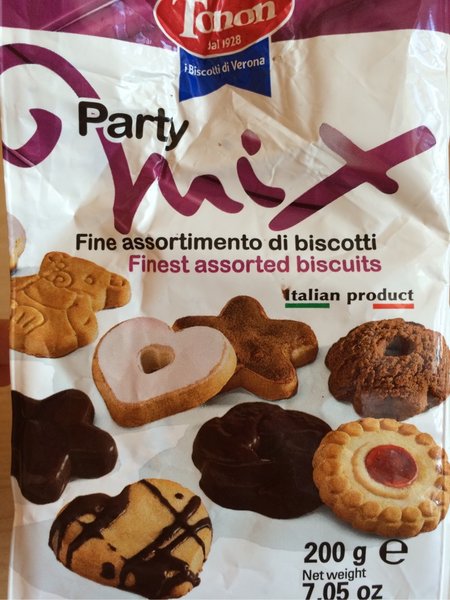 Tonon
dal 1928
i Biscotti di Verona
Party
mix
Fine assortimento di biscotti
Finest assorted biscuits
Italian product
200 g ℮
Net weight
7.05 oz